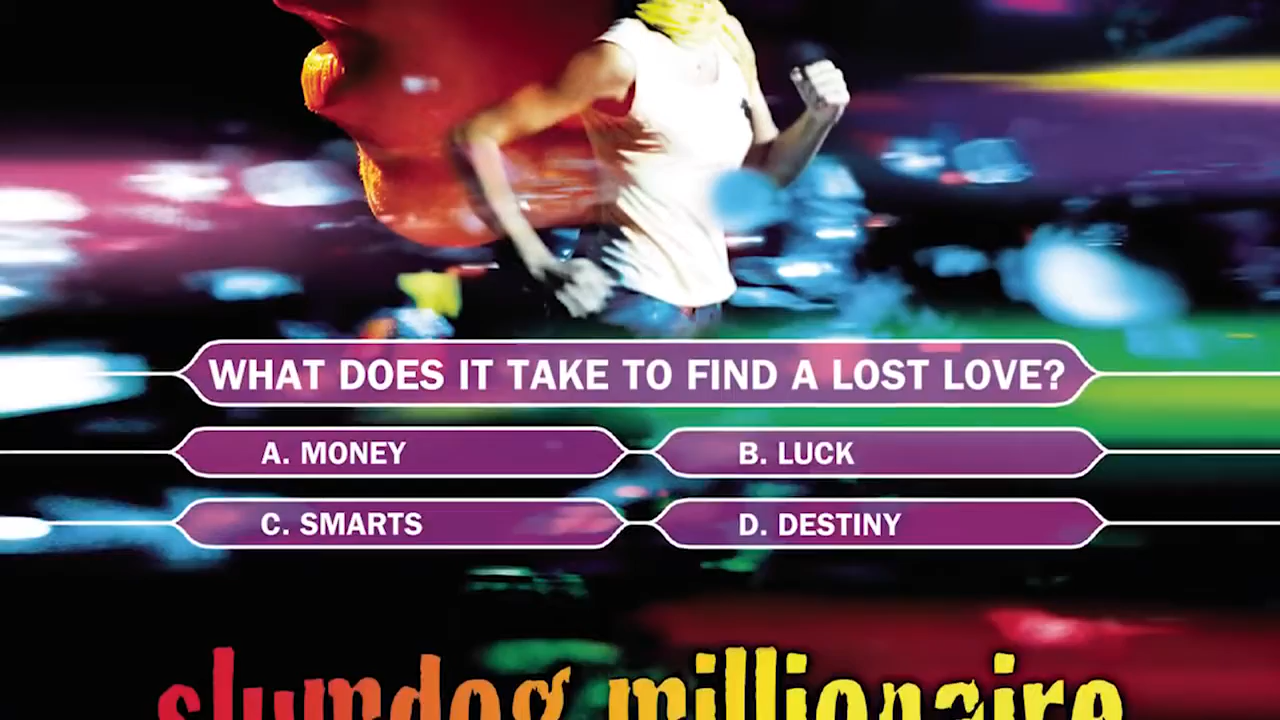 WHAT DOES IT TAKE TO FIND A LOST LOVE?
A. MONEY
B. LUCK
C. SMARTS
D. DESTINY
slumdog millionaire